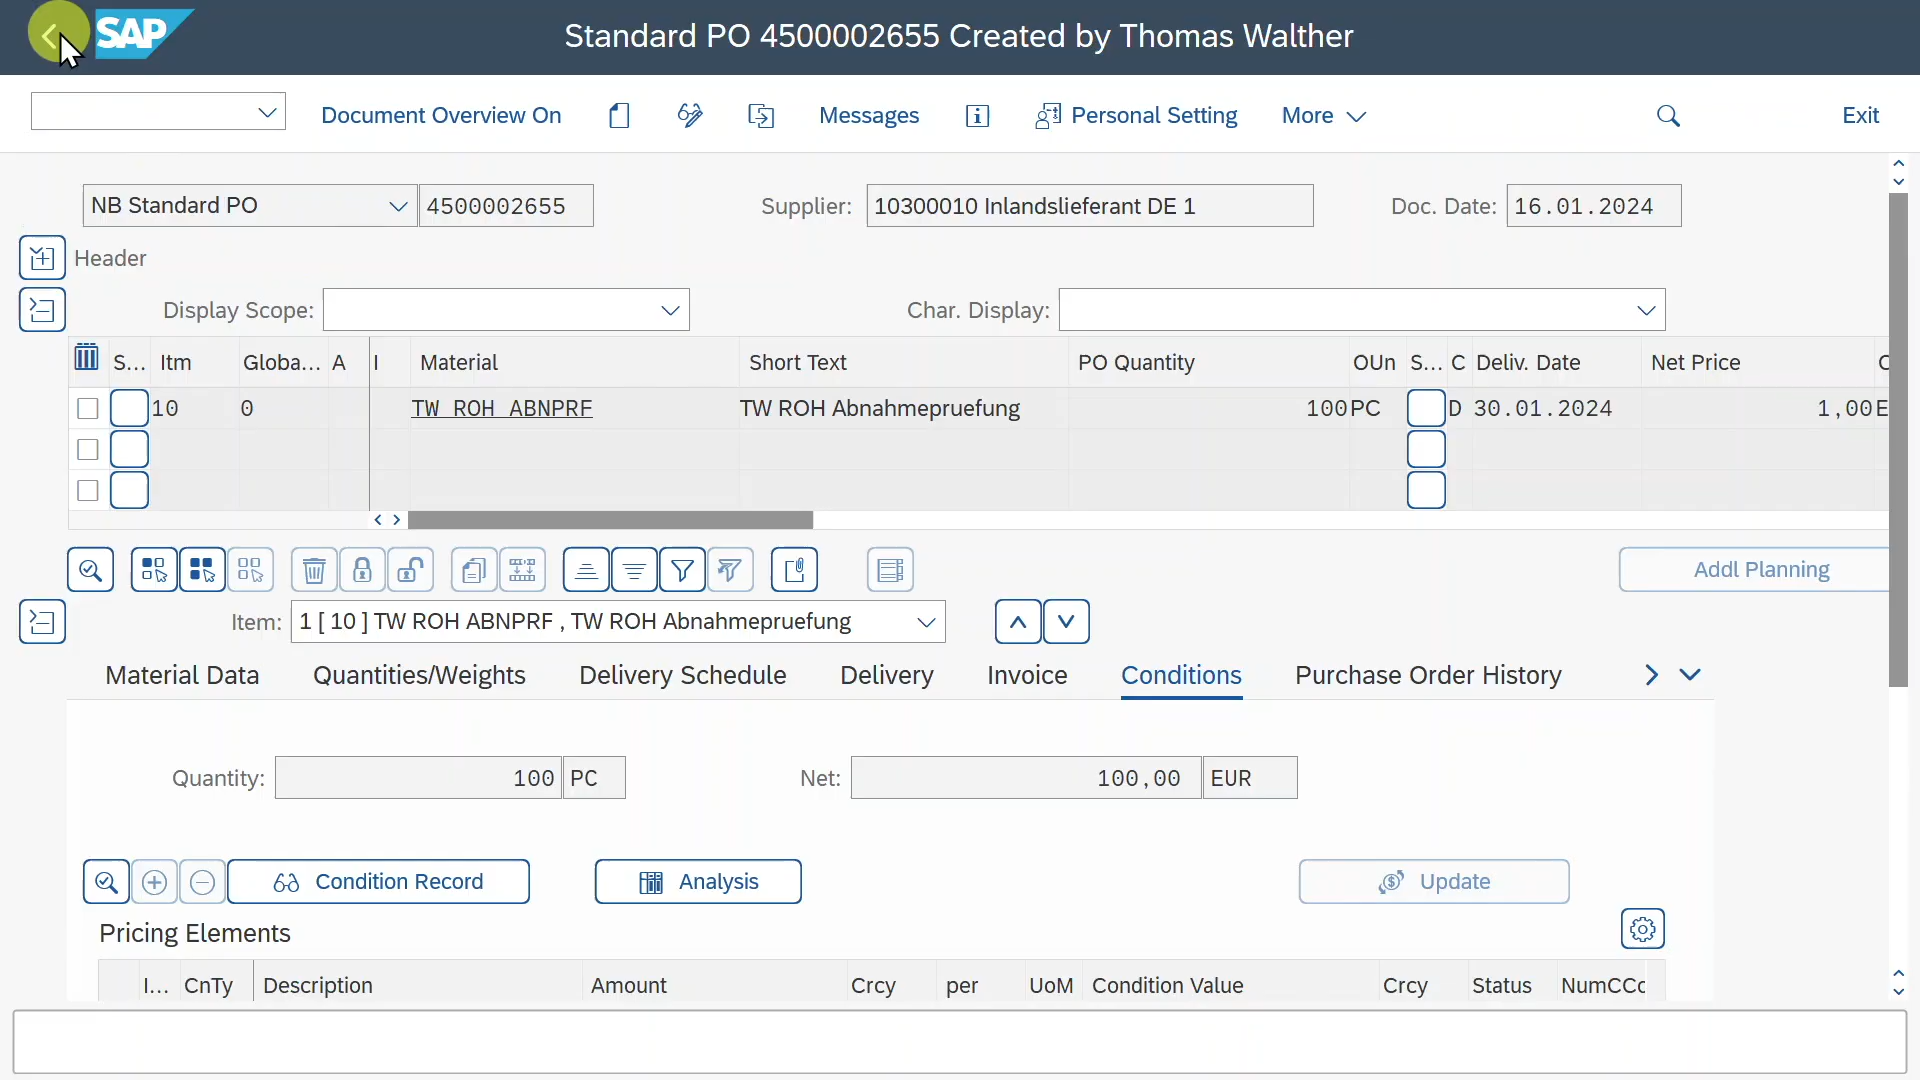 SAP Standard PO 4500002655 Created by Thomas Walther
Document Overview On Messages Personal Setting More Exit
NB Standard PO 4500002655 Supplier: 10300010 Inlandslieferant DE 1 Doc. Date: 16.01.2024
Header
Display Scope: Char. Display:
S... Itm Globa... A I Material Short Text PO Quantity OUn S... C Deliv. Date Net Price C
10 0 TW ROH ABNPRF TW ROH Abnahmepruefung 100 PC D 30.01.2024 1,00 E
Addl Planning
Item: 1 [ 10 ] TW ROH ABNPRF , TW ROH Abnahmepruefung
Material Data Quantities/Weights Delivery Schedule Delivery Invoice Conditions Purchase Order History
Quantity: 100 PC Net: 100,00 EUR
Condition Record Analysis Update
Pricing Elements
I... CnTy Description Amount Crcy per UoM Condition Value Crcy Status NumCCo